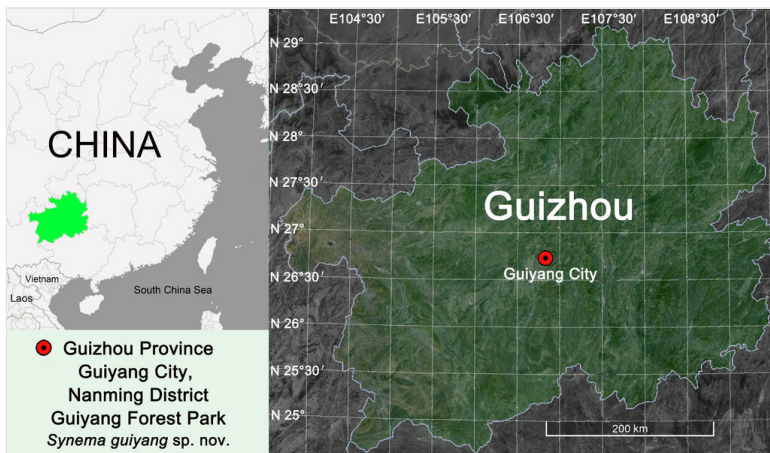 CHINA
Vietnam
Laos
South China Sea
Guizhou Province
Guiyang City,
Nanming District
Guiyang Forest Park
Synema guiyang sp. nov.
E104°30′ E105°30′ E106°30′ E107°30′ E108°30′
N 29°
N 28°30′
N 28°
N 27°30′
N 27°
N 26°30′
N 26°
N 25°30′
N 25°
Guizhou
Guiyang City
200 km